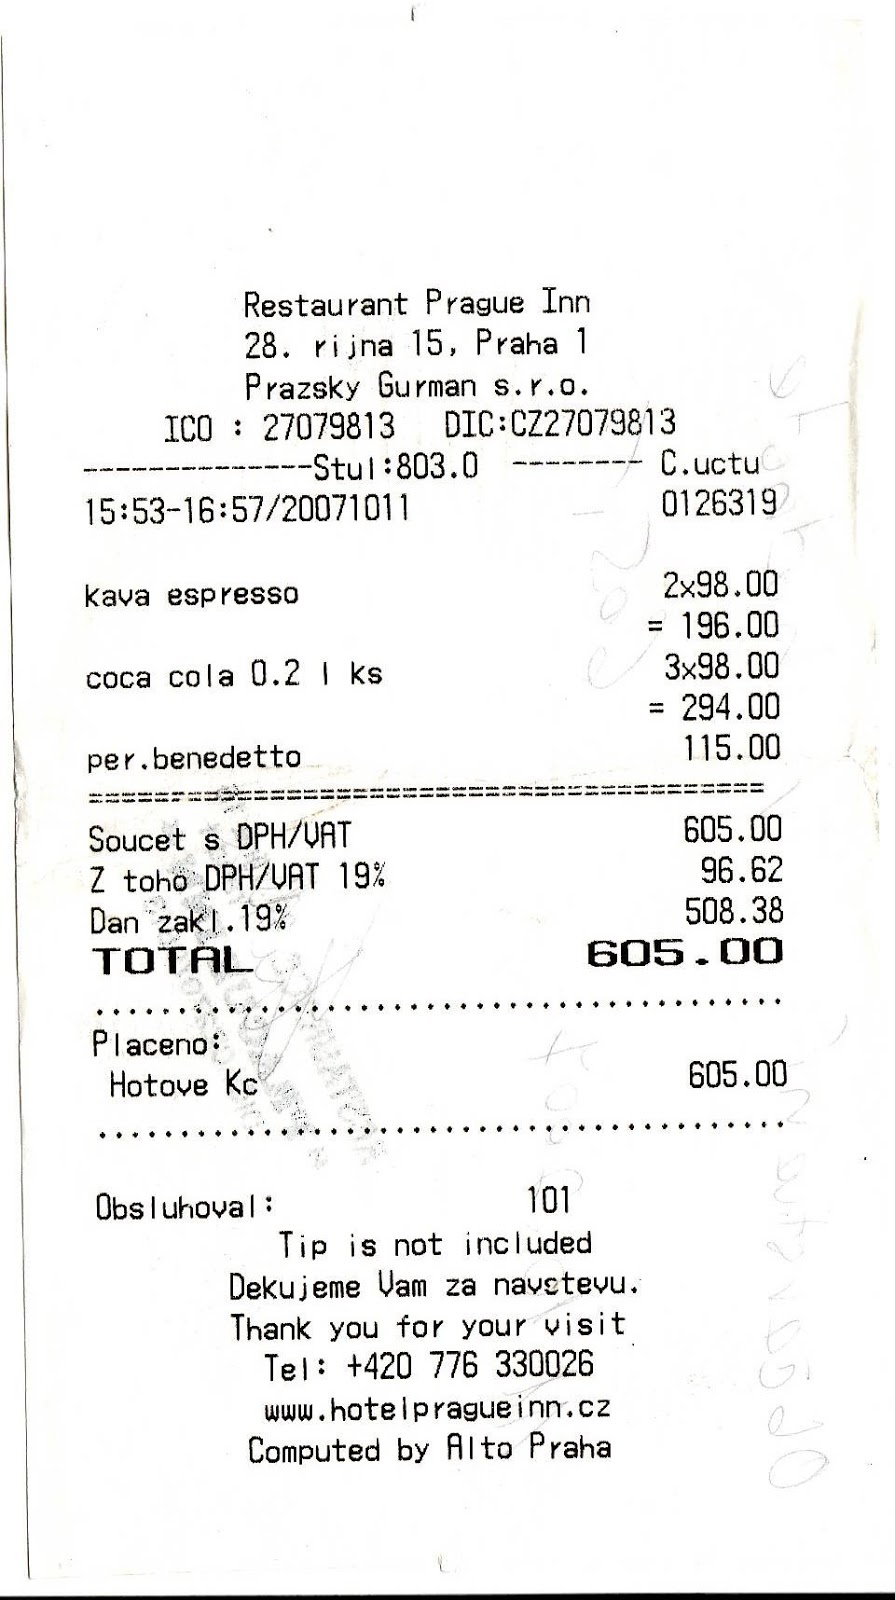 Restaurant Prague Inn
28. rijna 15, Praha 1
Prazsky Gurman s.r.o.
ICO : 27079813 DIC:CZ27079813
--------------Stul:803.0 -------- C.uctu
15:53-16:57/20071011 0126319
kava espresso 2x98.00
= 196.00
coca cola 0.2 l ks 3x98.00
= 294.00
per.benedetto 115.00
=========================================
Soucet s DPH/VAT 605.00
Z toho DPH/VAT 19% 96.62
Dan zakl.19% 508.38
TOTAL 605.00
..........................................
Placeno:
Hotove Kc 605.00
..........................................
Obsluhoval: 101
Tip is not included
Dekujeme Vam za navstevu.
Thank you for your visit
Tel: +420 776 330026
www.hotelpragueinn.cz
Computed by Alto Praha